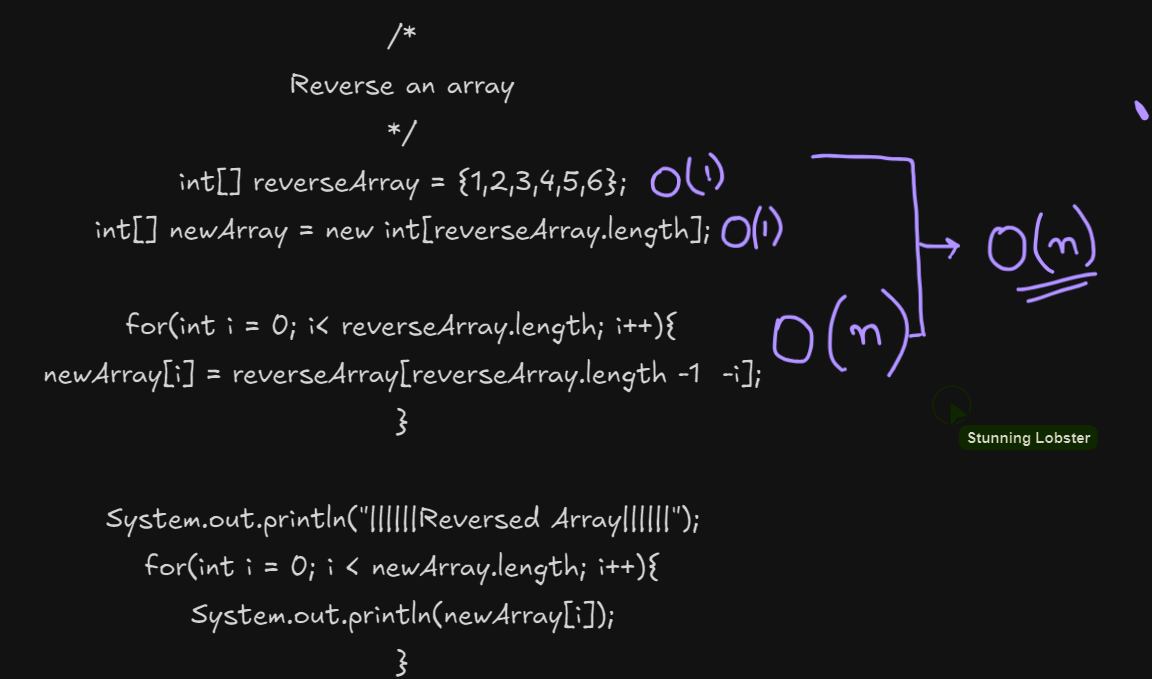 /*
Reverse an array
*/
int[] reverseArray = {1,2,3,4,5,6}; O(1)
int[] newArray = new int[reverseArray.length]; O(1)
O(n)
for(int i = 0; i< reverseArray.length; i++){
O(n)
newArray[i] = reverseArray[reverseArray.length -1 -i];
}
Stunning Lobster
System.out.println("||||||Reversed Array||||||");
for(int i = 0; i < newArray.length; i++){
System.out.println(newArray[i]);
}